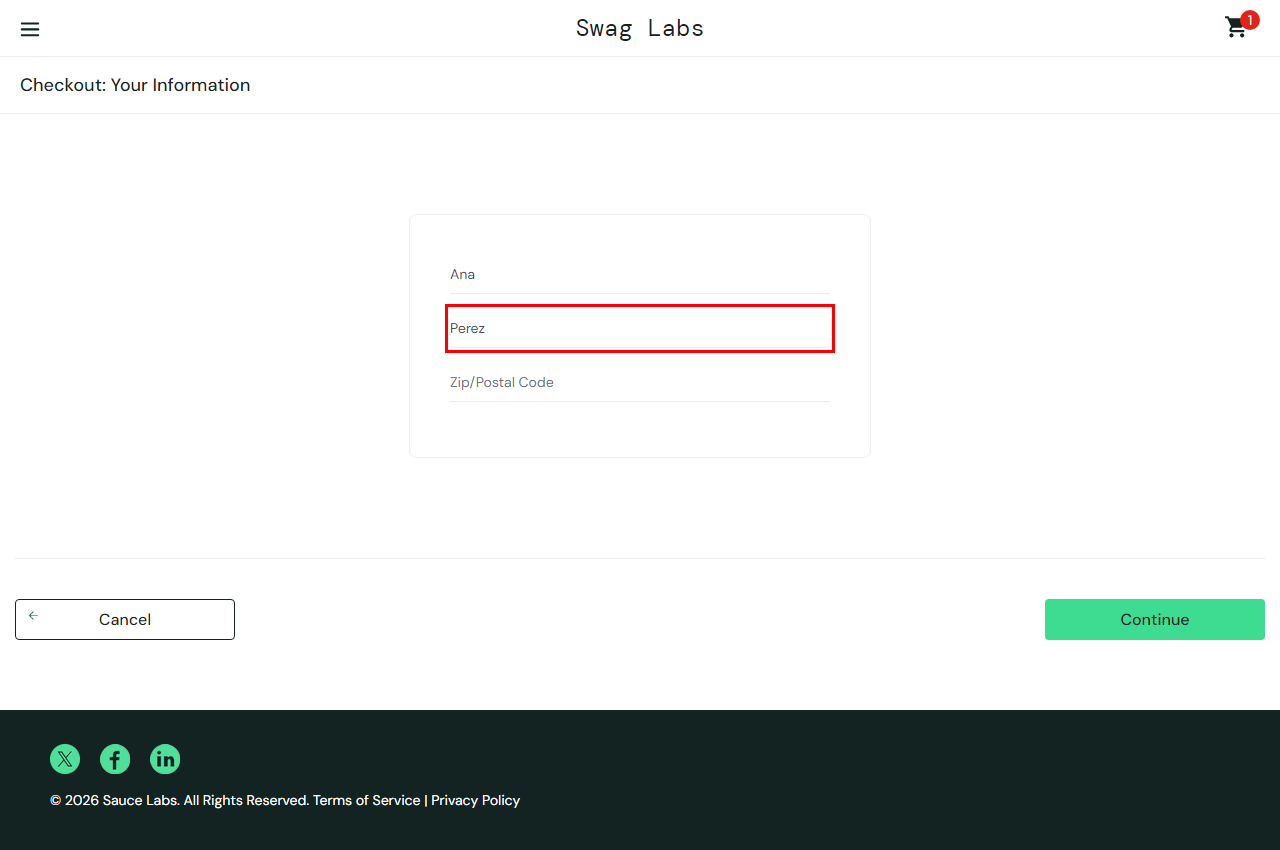 Swag Labs
1
Checkout: Your Information
Ana
Perez
Zip/Postal Code
Cancel
Continue
© 2026 Sauce Labs. All Rights Reserved. Terms of Service | Privacy Policy